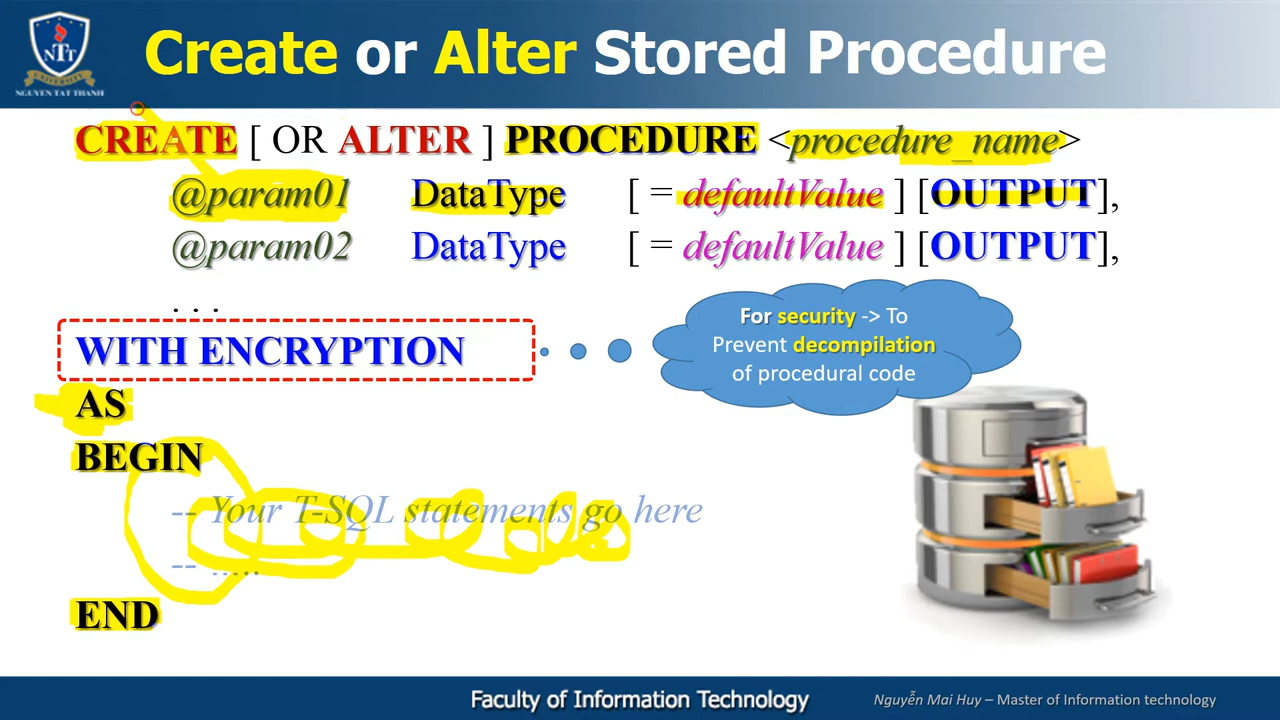 NTT
UNIVERSITY
NGUYEN TAT THANH
Create or Alter Stored Procedure
CREATE [ OR ALTER ] PROCEDURE <procedure_name>
@param01 DataType [ = defaultValue ] [OUTPUT],
@param02 DataType [ = defaultValue ] [OUTPUT],
. . .
WITH ENCRYPTION
For security -> To
Prevent decompilation
of procedural code
AS
BEGIN
-- Your T-SQL statements go here
-- .....
END
Faculty of Information Technology
Nguyễn Mai Huy – Master of Information technology